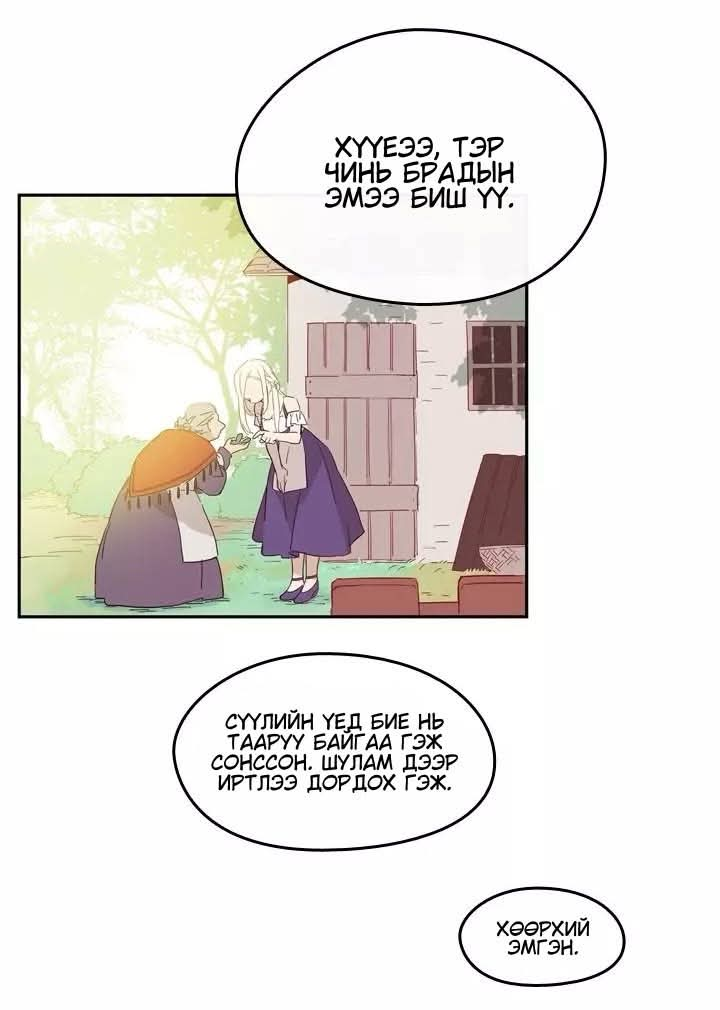 ХҮҮЕЭЭ, ТЭР
ЧИНЬ БРАДЫН
ЭМЭЭ БИШ ҮҮ.
СҮҮЛИЙН ҮЕД БИЕ НЬ
ТААРУУ БАЙГАА ГЭЖ
СОНССОН. ШУЛАМ ДЭЭР
ИРТЛЭЭ ДОРДОХ ГЭЖ.
ХӨӨРХИЙ
ЭМГЭН.